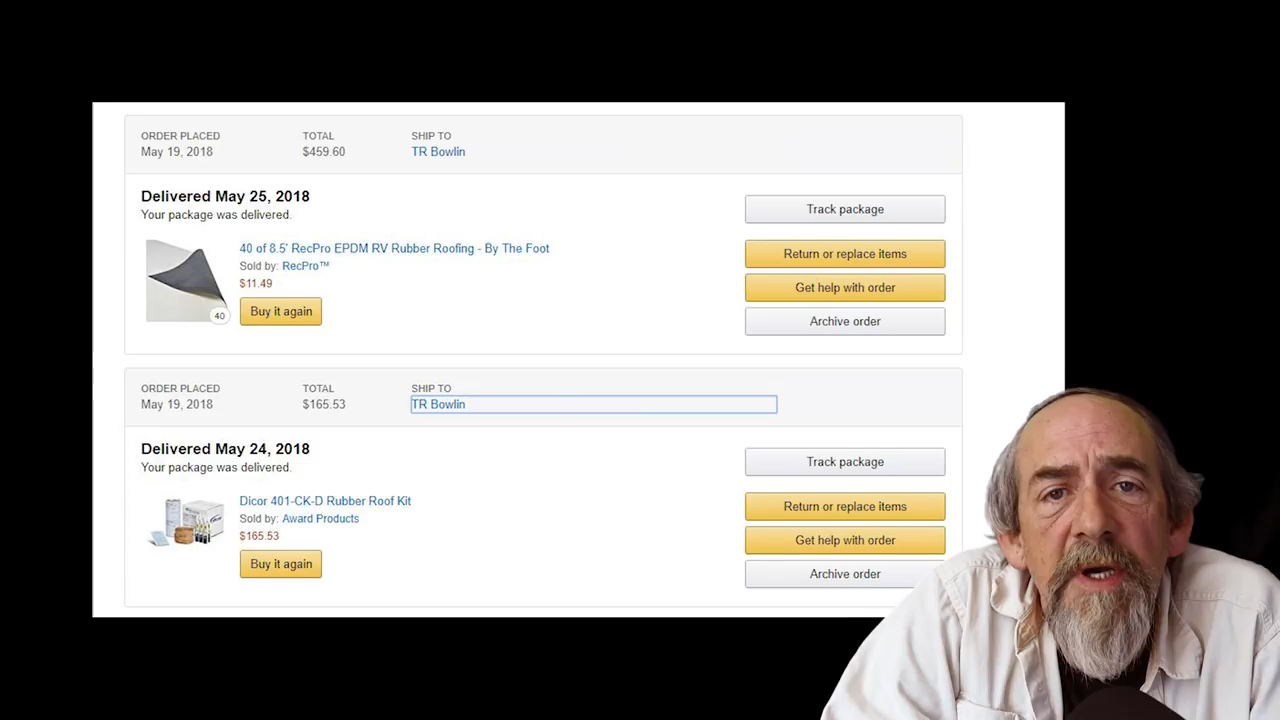 ORDER PLACED TOTAL SHIP TO
May 19, 2018 $459.60 TR Bowlin
Delivered May 25, 2018
Your package was delivered.
Track package
40 of 8.5' RecPro EPDM RV Rubber Roofing - By The Foot
Return or replace items
Sold by: RecPro™
$11.49
Get help with order
40
Buy it again
Archive order
ORDER PLACED TOTAL SHIP TO
May 19, 2018 $165.53 TR Bowlin
Delivered May 24, 2018
Your package was delivered.
Track package
Dicor 401-CK-D Rubber Roof Kit
Return or replace items
Sold by: Award Products
$165.53
Get help with order
Buy it again
Archive order